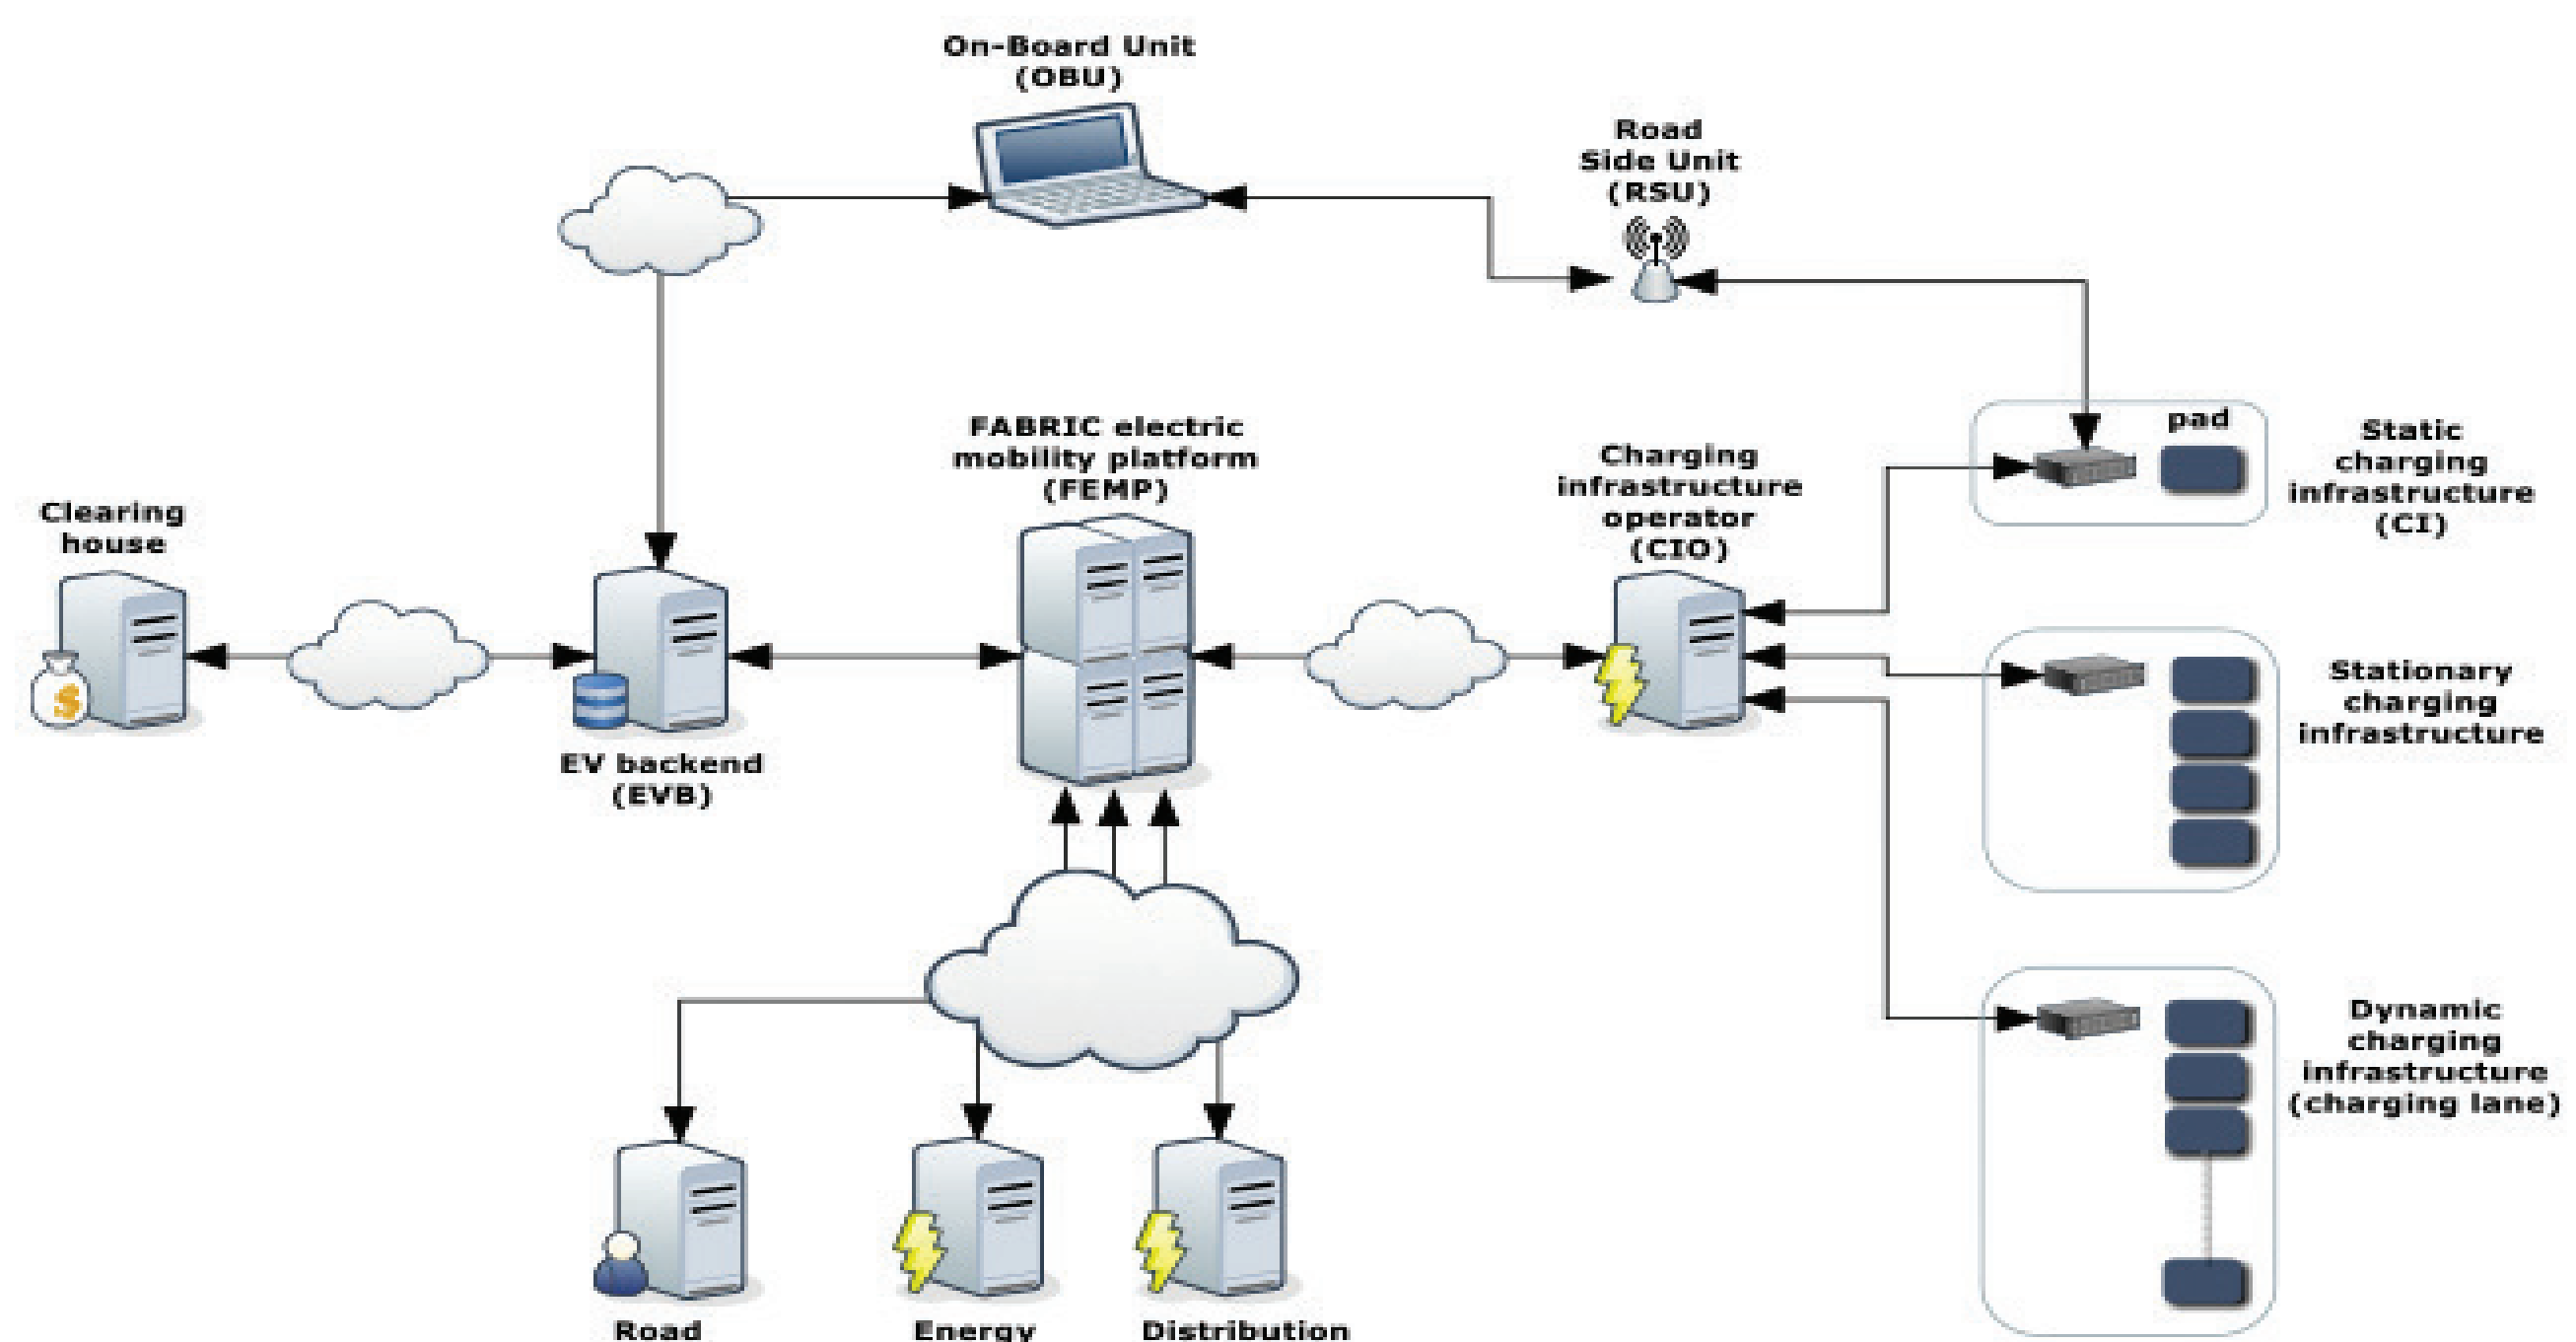 On-Board Unit
(OBU)
Road
Side Unit
(RSU)
pad
Static
charging
infrastructure
(CI)
FABRIC electric
mobility platform
(FEMP)
Charging
infrastructure
operator
(CIO)
Clearing
house
$
EV backend
(EVB)
Stationary
charging
infrastructure
Dynamic
charging
infrastructure
(charging lane)
Road
Energy
Distribution